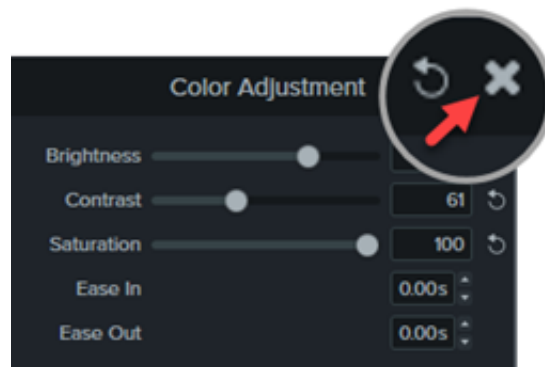 Color Adjustment
Brightness
Contrast 61
Saturation 100
Ease In 0.00s
Ease Out 0.00s